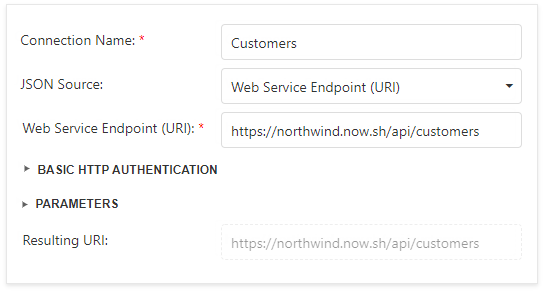 Connection Name: * Customers
JSON Source: Web Service Endpoint (URI)
Web Service Endpoint (URI): * https://northwind.now.sh/api/customers
BASIC HTTP AUTHENTICATION
PARAMETERS
Resulting URI: https://northwind.now.sh/api/customers